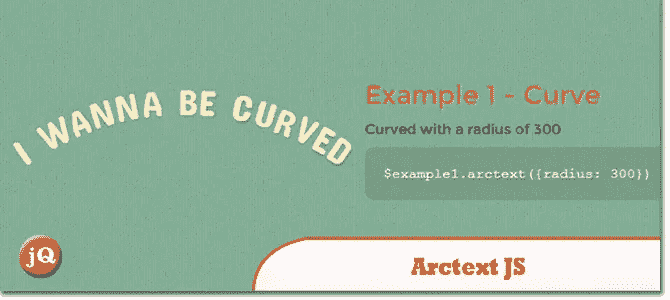 I WANNA BE CURVED
Example 1 - Curve
Curved with a radius of 300
$example1.arctext({radius: 300})
jQ
Arctext JS